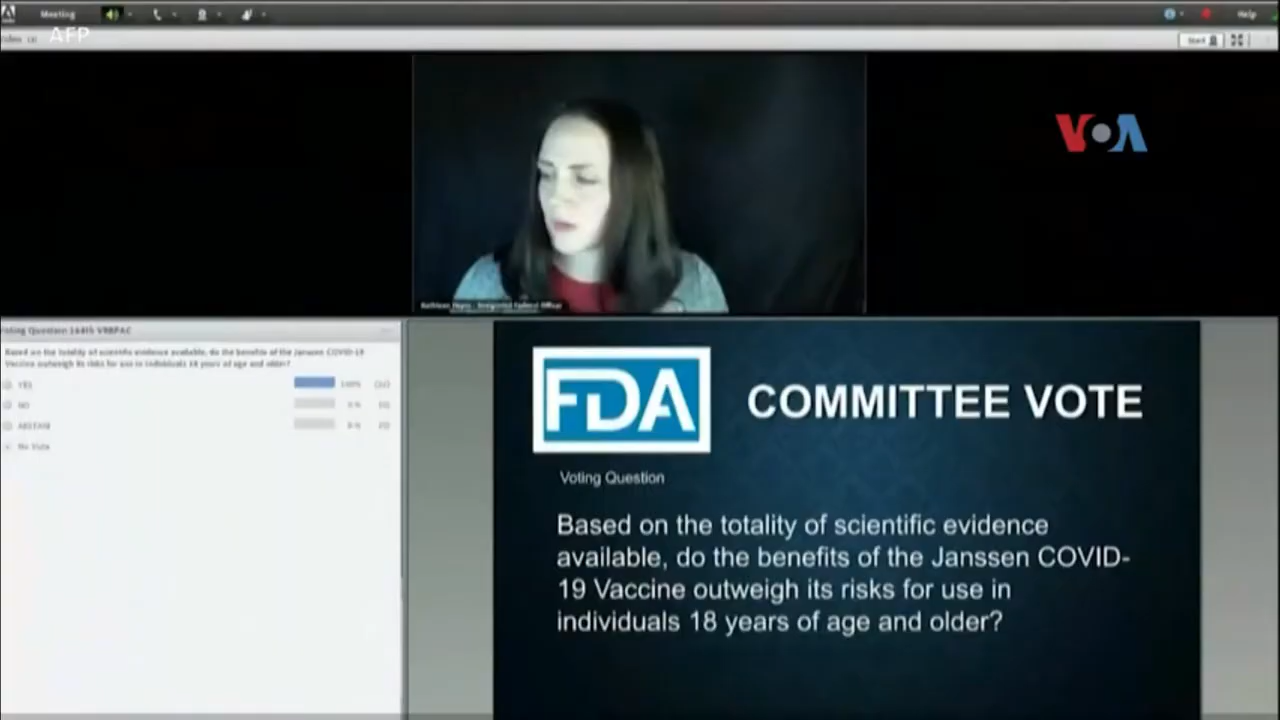 Meeting
Help
AFP
Start
VOA
Voting Question 144th VRBPAC
Based on the totality of scientific evidence available, do the benefits of the Janssen COVID-19
Vaccine outweigh its risks for use in individuals 18 years of age and older?
YES 100%
NO 0%
ABSTAIN 0%
No Vote
FDA
COMMITTEE VOTE
Voting Question
Based on the totality of scientific evidence
available, do the benefits of the Janssen COVID-
19 Vaccine outweigh its risks for use in
individuals 18 years of age and older?